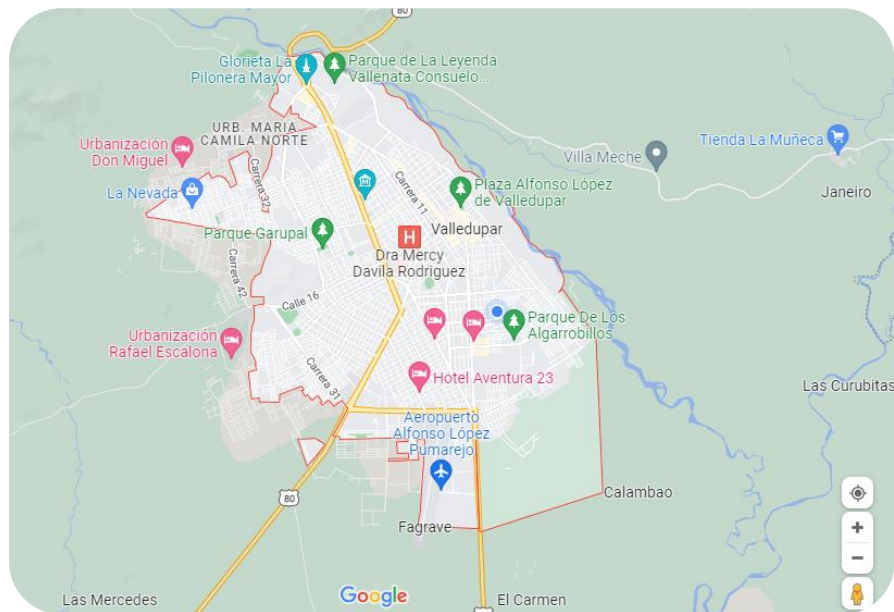 Glorieta La
Pilonera Mayor
Parque de La Leyenda
Vallenata Consuelo...
URB. MARIA
CAMILA NORTE
Urbanización
Don Miguel
Tienda La Muñeca
Villa Meche
La Nevada
Carrera 32
Carrera 11
Plaza Alfonso López
de Valledupar
Janeiro
Parque Garupal
H
Valledupar
Dra Mercy
Davila Rodriguez
Carrera 42
Calle 16
Urbanización
Rafael Escalona
Parque De Los
Algarrobillos
Carrera 31
Hotel Aventura 23
Las Curubitas
Aeropuerto
Alfonso López
Pumarejo
80
80
Calambao
Fagrave
Las Mercedes
Google
El Carmen
80